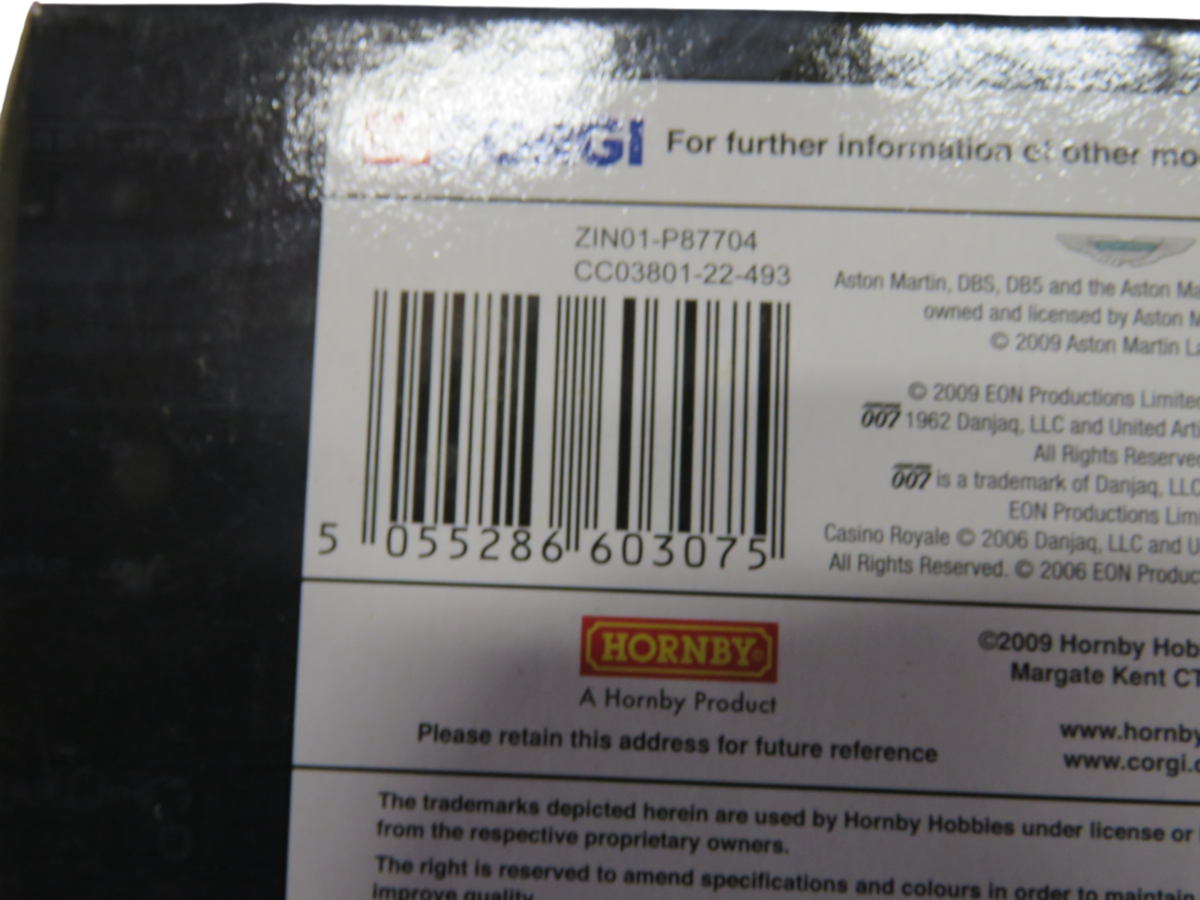 CORGI For further information of other mo
ZIN01-P87704
CC03801-22-493
5 055286 603075
Aston Martin, DBS, DB5 and the Aston Ma
owned and licensed by Aston M
© 2009 Aston Martin La
© 2009 EON Productions Limited
007 1962 Danjaq, LLC and United Arti
All Rights Reserved
007 is a trademark of Danjaq, LLC
EON Productions Limi
Casino Royale © 2006 Danjaq, LLC and U
All Rights Reserved. © 2006 EON Produc
HORNBY
A Hornby Product
Please retain this address for future reference
©2009 Hornby Hob
Margate Kent CT
www.hornby
www.corgi.c
The trademarks depicted herein are used by Hornby Hobbies under license or
from the respective proprietary owners.
The right is reserved to amend specifications and colours in order to maintain
improve quality.